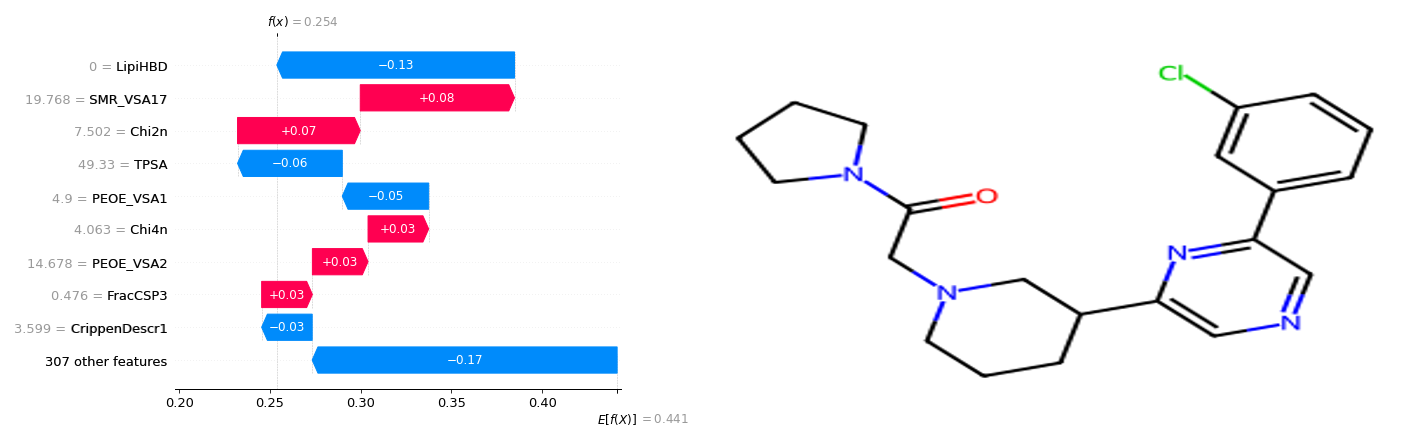 f(x) = 0.254
0 = LipiHBD
−0.13
19.768 = SMR_VSA17
+0.08
7.502 = Chi2n
+0.07
49.33 = TPSA
−0.06
4.9 = PEOE_VSA1
−0.05
4.063 = Chi4n
+0.03
14.678 = PEOE_VSA2
+0.03
0.476 = FracCSP3
+0.03
3.599 = CrippenDescr1
−0.03
307 other features
−0.17
0.20 0.25 0.30 0.35 0.40
E[f(X)] = 0.441
Cl
N
O
N
N
N